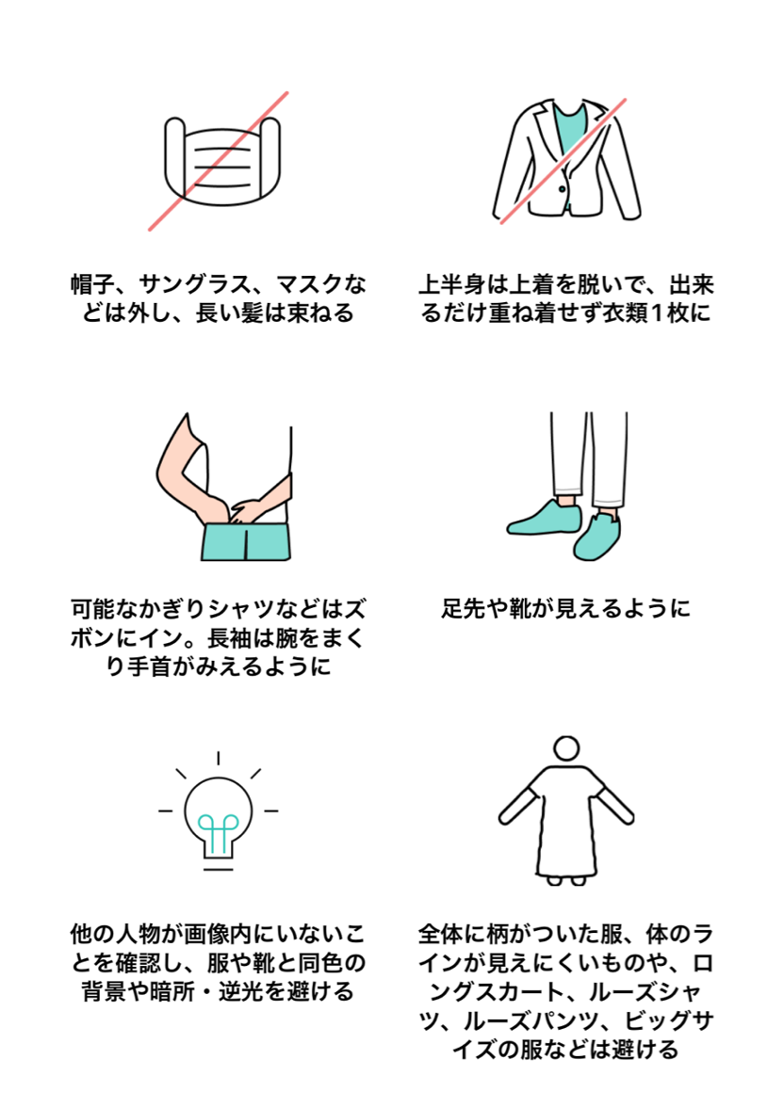 帽子、サングラス、マスクな
どは外し、長い髪は束ねる
上半身は上着を脱いで、出来
るだけ重ね着せず衣類1枚に
可能なかぎりシャツなどはズ
ボンにイン。長袖は腕をまく
り手首がみえるように
足先や靴が見えるように
他の人物が画像内にいないこ
とを確認し、服や靴と同色の
背景や暗所・逆光を避ける
全体に柄がついた服、体のラ
インが見えにくいものや、ロ
ングスカート、ルーズシャ
ツ、ルーズパンツ、ビッグサ
イズの服などは避ける